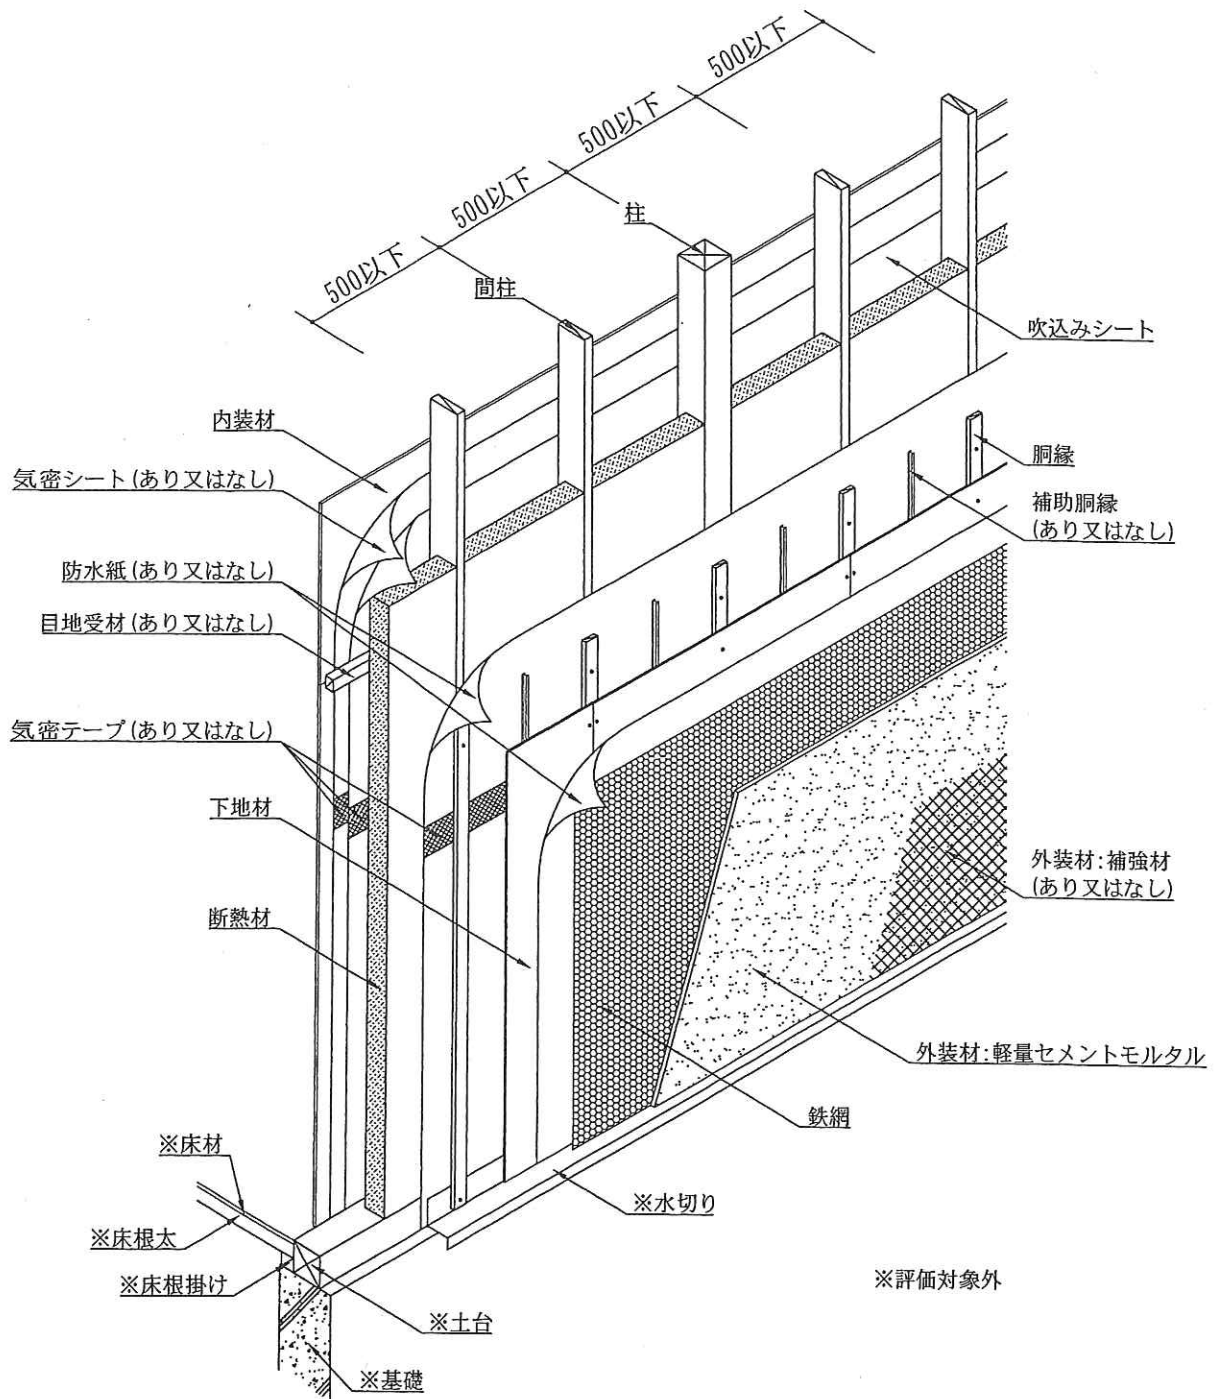 500以下
500以下
500以下
500以下
柱
間柱
吹込みシート
内装材
気密シート(あり又はなし)
胴縁
補助胴縁
(あり又はなし)
防水紙(あり又はなし)
目地受材(あり又はなし)
気密テープ(あり又はなし)
下地材
外装材:補強材
(あり又はなし)
断熱材
外装材:軽量セメントモルタル
鉄網
※床材
※水切り
※床根太
※床根掛け
※評価対象外
※土台
※基礎